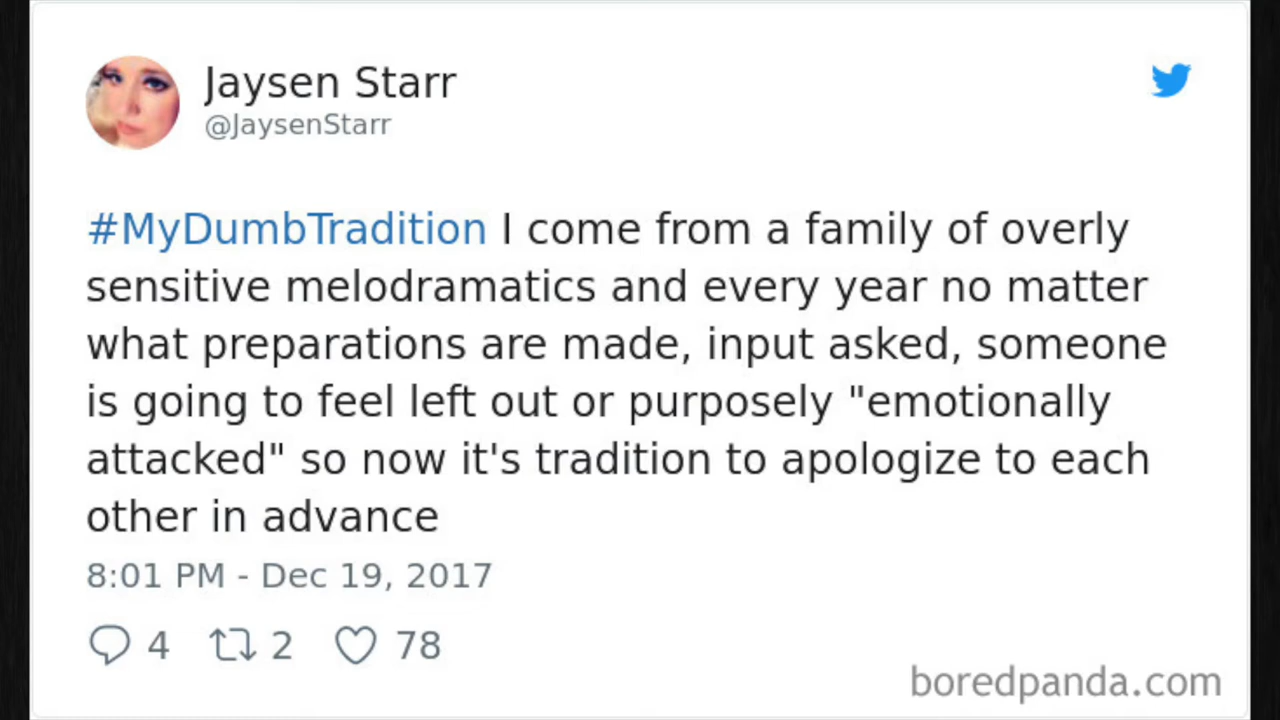 Jaysen Starr
@JaysenStarr
#MyDumbTradition I come from a family of overly
sensitive melodramatics and every year no matter
what preparations are made, input asked, someone
is going to feel left out or purposely "emotionally
attacked" so now it's tradition to apologize to each
other in advance
8:01 PM - Dec 19, 2017
4 2 78
boredpanda.com